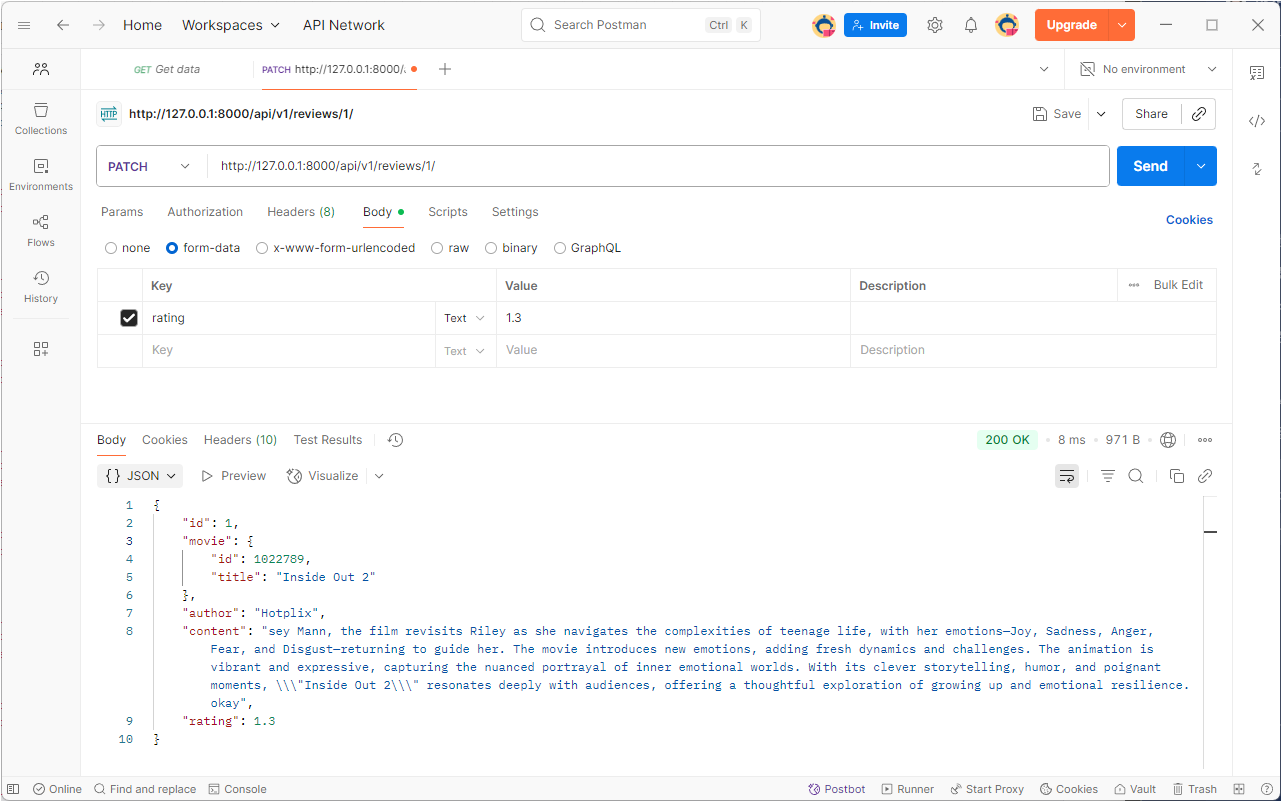 Home Workspaces API Network Search Postman Ctrl K Invite Upgrade
GET Get data PATCH http://127.0.0.1:8000/ No environment
HTTP http://127.0.0.1:8000/api/v1/reviews/1/ Save Share
Collections
Environments
Flows
History
PATCH http://127.0.0.1:8000/api/v1/reviews/1/ Send
Params Authorization Headers (8) Body Scripts Settings Cookies
none form-data x-www-form-urlencoded raw binary GraphQL
Key Value Description Bulk Edit
rating Text 1.3
Key Text Value Description
Body Cookies Headers (10) Test Results 200 OK 8 ms 971 B
{} JSON Preview Visualize
1 {
2 "id": 1,
3 "movie": {
4 "id": 1022789,
5 "title": "Inside Out 2"
6 },
7 "author": "Hotplix",
8 "content": "sey Mann, the film revisits Riley as she navigates the complexities of teenage life, with her emotions—Joy, Sadness, Anger,
Fear, and Disgust—returning to guide her. The movie introduces new emotions, adding fresh dynamics and challenges. The animation is
vibrant and expressive, capturing the nuanced portrayal of inner emotional worlds. With its clever storytelling, humor, and poignant
moments, \\\"Inside Out 2\\\" resonates deeply with audiences, offering a thoughtful exploration of growing up and emotional resilience.
okay",
9 "rating": 1.3
10 }
Online Find and replace Console Postbot Runner Start Proxy Cookies Vault Trash